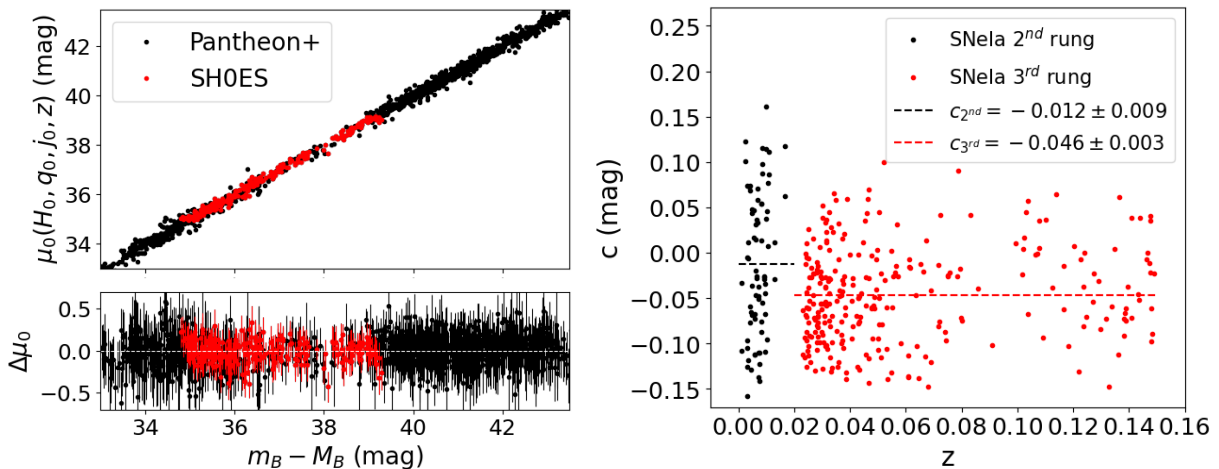 Pantheon+
SH0ES
μ₀(H₀, q₀, j₀, z) (mag)
42
40
38
36
34
33
Δμ₀
0.5
0.0
−0.5
34
36
38
40
42
m_B − M_B (mag)
SNeIa 2ⁿᵈ rung
SNeIa 3ʳᵈ rung
c₂ⁿᵈ = −0.012 ± 0.009
c₃ʳᵈ = −0.046 ± 0.003
c (mag)
0.25
0.20
0.15
0.10
0.05
0.00
−0.05
−0.10
−0.15
0.00
0.02
0.04
0.06
0.08
0.10
0.12
0.14
0.16
z